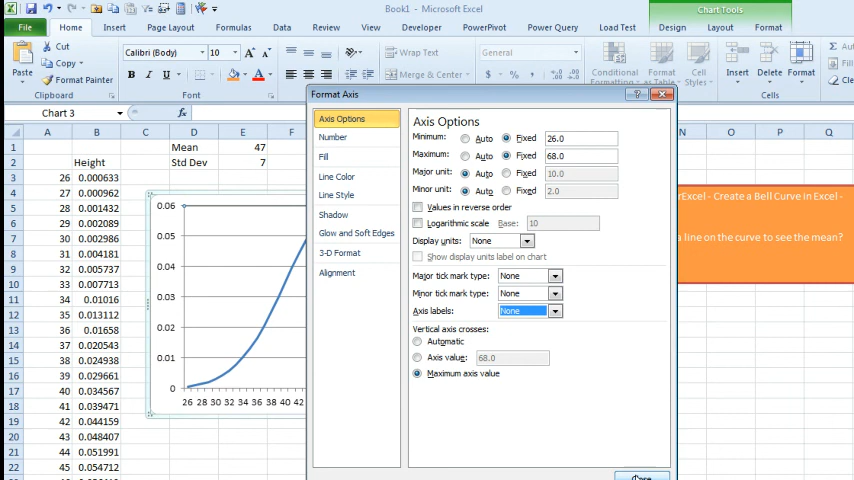 Book1 - Microsoft Excel
Chart Tools
File Home Insert Page Layout Formulas Data Review View Developer PowerPivot Power Query Load Test Design Layout Format
Cut
Copy
Format Painter
Paste
Clipboard
Calibri (Body) 10
B I U
Font
Wrap Text
Merge & Center
General
$ % ,
Conditional
Formatting
Format
as Table
Cell
Styles
Insert Delete Format
Cells
Chart 3
fx
Format Axis
A B C D E F N O P Q
1 Mean 47
2 Height Std Dev 7
3 26 0.000633
4 27 0.000962
5 28 0.001432
6 29 0.002089
7 30 0.002986
8 31 0.004181
9 32 0.005737
10 33 0.007713
11 34 0.01016
12 35 0.013112
13 36 0.01658
14 37 0.020543
15 38 0.024938
16 39 0.029661
17 40 0.034567
18 41 0.039471
19 42 0.044159
20 43 0.048407
21 44 0.051991
22 45 0.054712
0.06
0.05
0.04
0.03
0.02
0.01
0
26 28 30 32 34 36 38 40 42
Axis Options
Number
Fill
Line Color
Line Style
Shadow
Glow and Soft Edges
3-D Format
Alignment
Axis Options
Minimum: Auto Fixed 26.0
Maximum: Auto Fixed 68.0
Major unit: Auto Fixed 10.0
Minor unit: Auto Fixed 2.0
Values in reverse order
Logarithmic scale Base: 10
Display units: None
Show display units label on chart
Major tick mark type: None
Minor tick mark type: None
Axis labels: None
Vertical axis crosses:
Automatic
Axis value: 68.0
Maximum axis value
rExcel - Create a Bell Curve in Excel -
a line on the curve to see the mean?